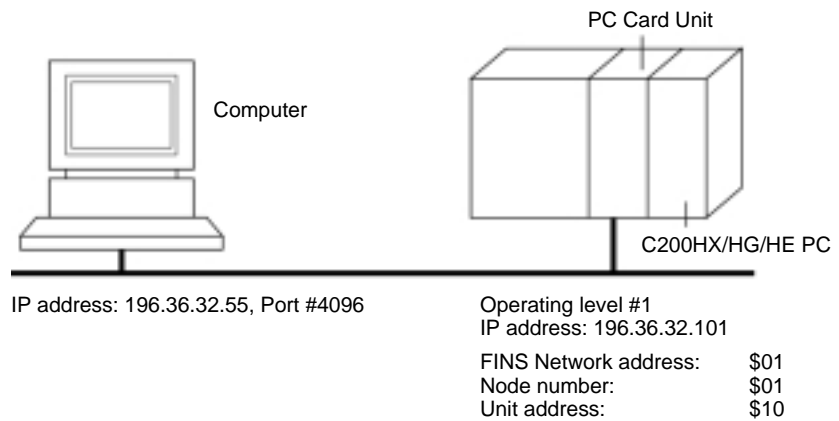 PC Card Unit
Computer
C200HX/HG/HE PC
IP address: 196.36.32.55, Port #4096
Operating level #1
IP address: 196.36.32.101
FINS Network address: $01
Node number: $01
Unit address: $10